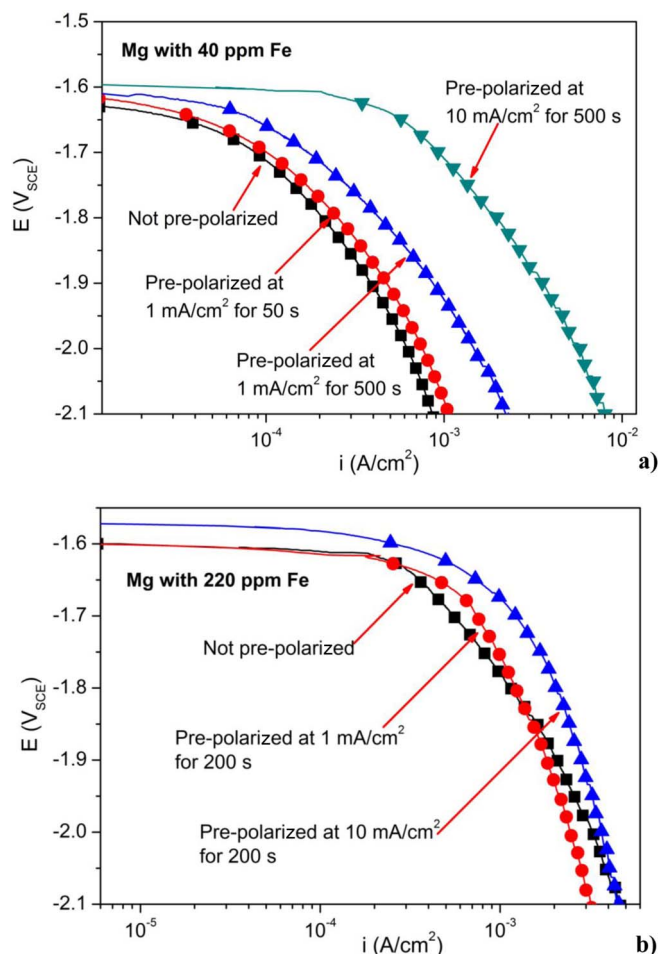 Mg with 40 ppm Fe
Pre-polarized at
10 mA/cm² for 500 s
Not pre-polarized
Pre-polarized at
1 mA/cm² for 50 s
Pre-polarized at
1 mA/cm² for 500 s
E (V_SCE)
-1.5
-1.6
-1.7
-1.8
-1.9
-2.0
-2.1
10⁻⁴
10⁻³
10⁻²
i (A/cm²)
a)
Mg with 220 ppm Fe
Not pre-polarized
Pre-polarized at 1 mA/cm²
for 200 s
Pre-polarized at 10 mA/cm²
for 200 s
E (V_SCE)
-1.6
-1.7
-1.8
-1.9
-2.0
-2.1
10⁻⁵
10⁻⁴
10⁻³
i (A/cm²)
b)